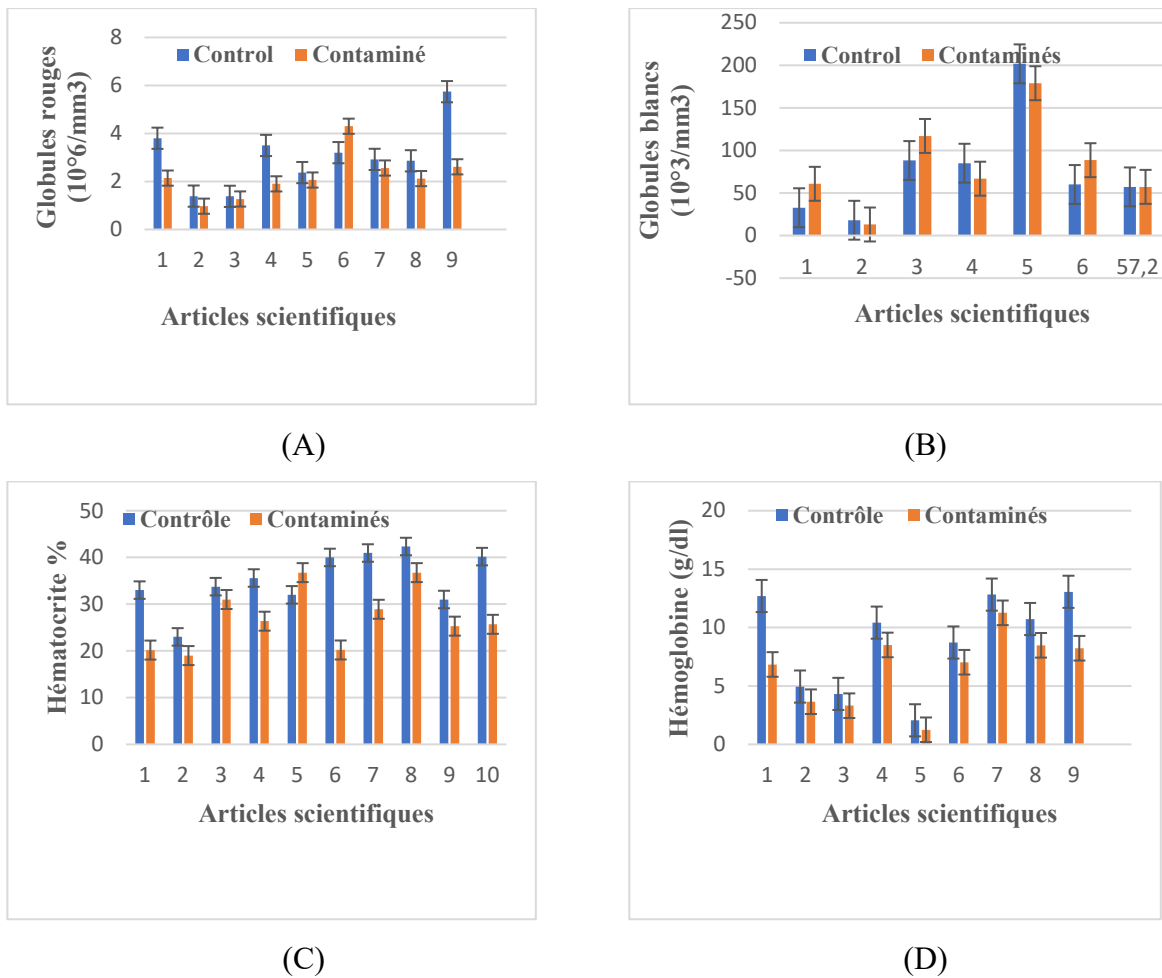 8
6
4
2
0
Globules rouges
(10°6/mm3)
Control Contaminé
1 2 3 4 5 6 7 8 9
Articles scientifiques
(A)
250
200
150
100
50
0
-50
Globules blancs
(10°3/mm3)
Control Contaminés
1 2 3 4 5 6 57,2
Articles scientifiques
(B)
50
40
30
20
10
0
Hématocrite %
Contrôle Contaminés
1 2 3 4 5 6 7 8 9 10
Articles scientifiques
(C)
20
15
10
5
0
Hémoglobine (g/dl)
Contrôle Contaminés
1 2 3 4 5 6 7 8 9
Articles scientifiques
(D)